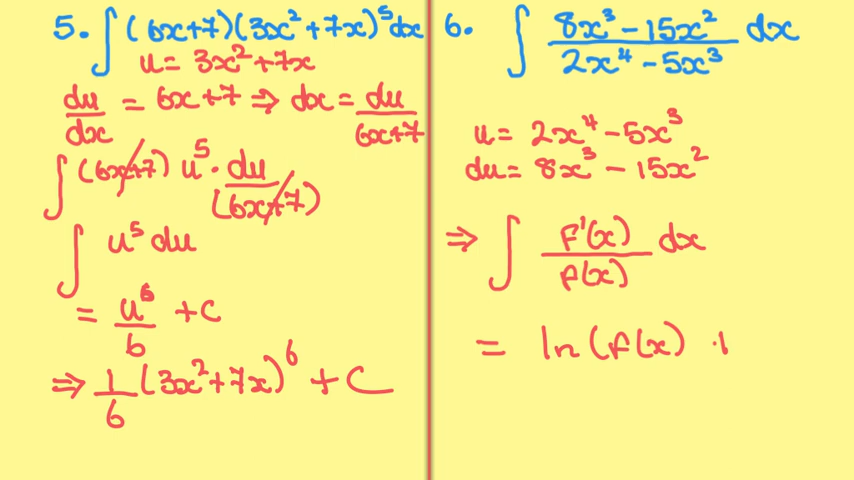 5. ∫ (6x+7)(3x²+7x)⁵ dx
u = 3x²+7x
du/dx = 6x+7 ⇒ dx = du/(6x+7)
∫ (6x+7) u⁵ · du/(6x+7)
∫ u⁵ du
= u⁶/6 + C
⇒ 1/6 (3x²+7x)⁶ + C
6. ∫ (8x³ - 15x²)/(2x⁴ - 5x³) dx
u = 2x⁴ - 5x³
du = 8x³ - 15x²
⇒ ∫ f'(x)/f(x) dx
= ln(f(x)